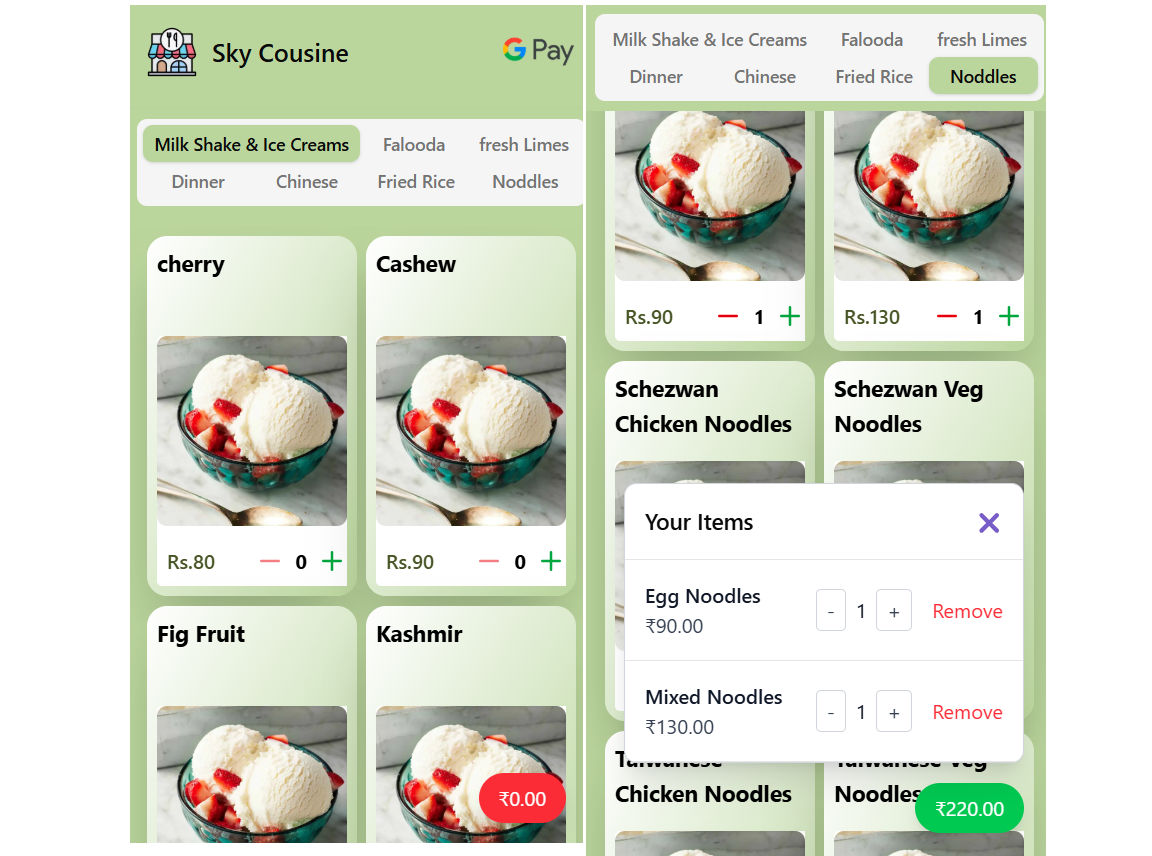 Sky Cousine
G Pay
Milk Shake & Ice Creams Falooda fresh Limes
Dinner Chinese Fried Rice Noddles
cherry Cashew
Rs.80 0 Rs.90 0
Fig Fruit Kashmir
₹0.00
Milk Shake & Ice Creams Falooda fresh Limes
Dinner Chinese Fried Rice Noddles
Rs.90 1 Rs.130 1
Schezwan Schezwan Veg
Chicken Noodles Noodles
Your Items
Egg Noodles
₹90.00
- 1 + Remove
Mixed Noodles
₹130.00
- 1 + Remove
Taiwanese Taiwanese Veg
Chicken Noodles Noodles
₹220.00